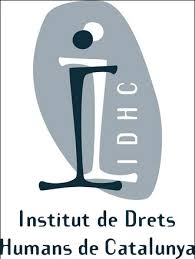 IDHC
Institut de Drets
Humans de Catalunya